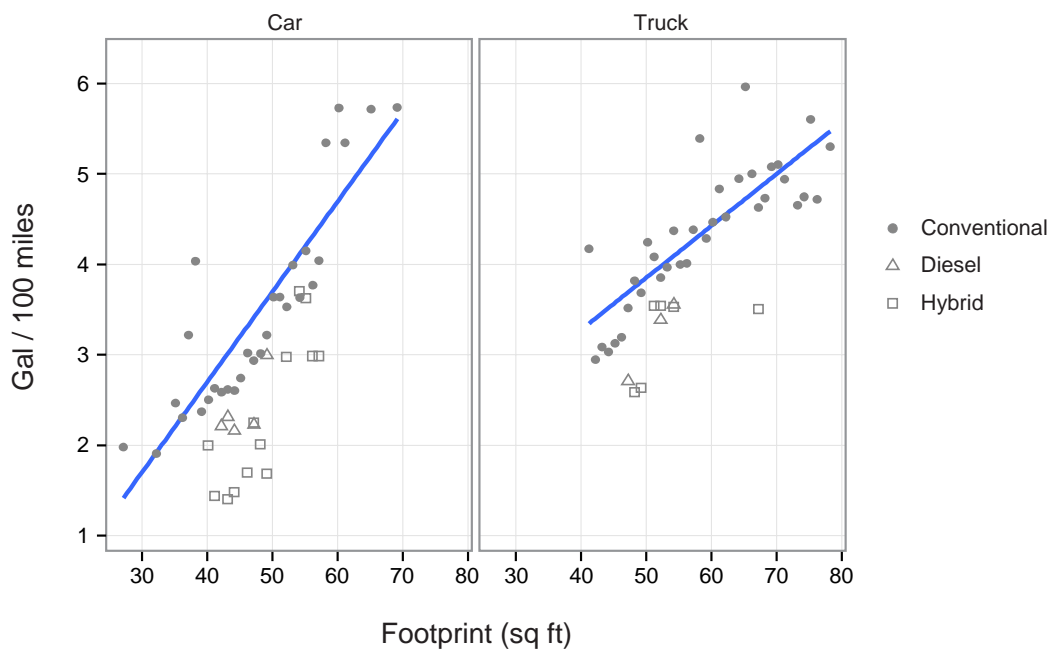 Car Truck
6
5
4
3
2
1
Gal / 100 miles
Conventional
Diesel
Hybrid
30 40 50 60 70 80 30 40 50 60 70 80
Footprint (sq ft)